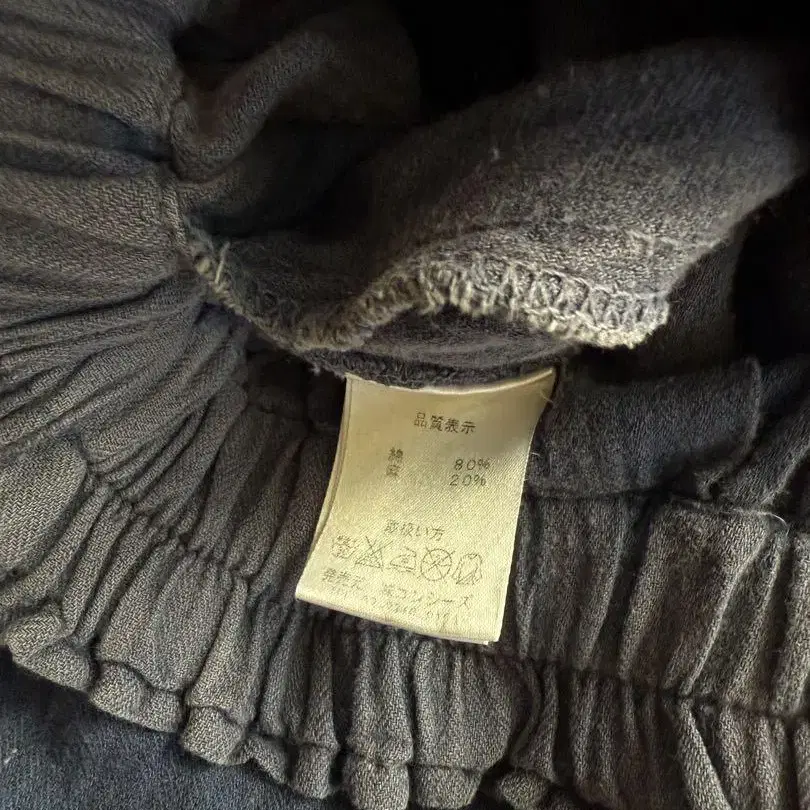 品質表示
綿 80%
麻 20%
取扱い方
発売元 ㈱コンシーズ